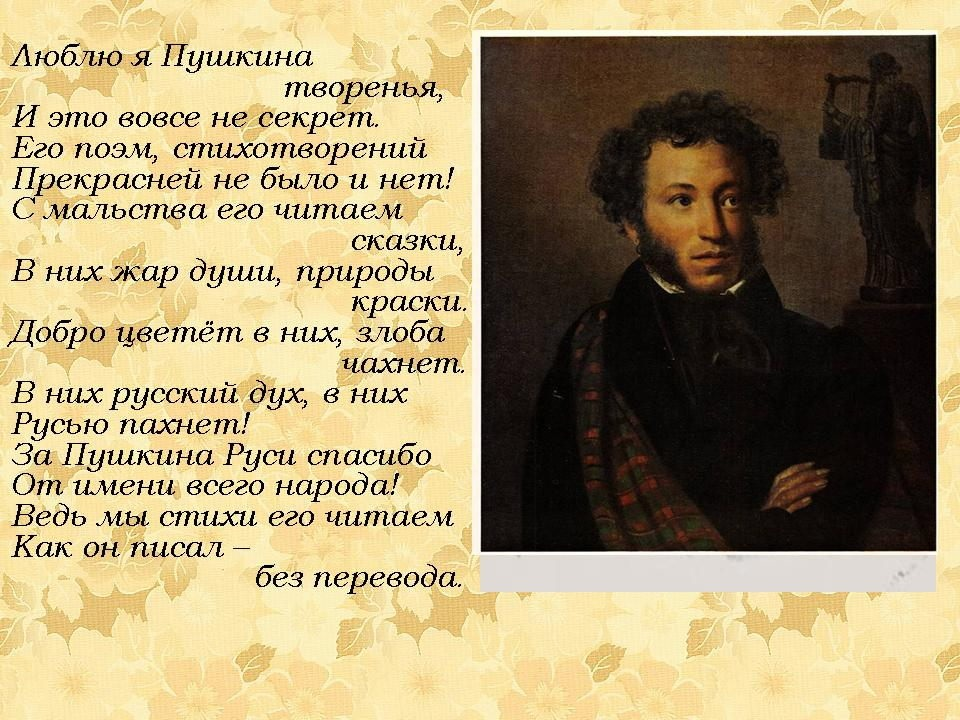 Люблю я Пушкина
творенья,
И это вовсе не секрет.
Его поэм, стихотворений
Прекрасней не было и нет!
С мальства его читаем
сказки,
В них жар души, природы
краски.
Добро цветёт в них, злоба
чахнет.
В них русский дух, в них
Русью пахнет!
За Пушкина Руси спасибо
От имени всего народа!
Ведь мы стихи его читаем
Как он писал –
без перевода.